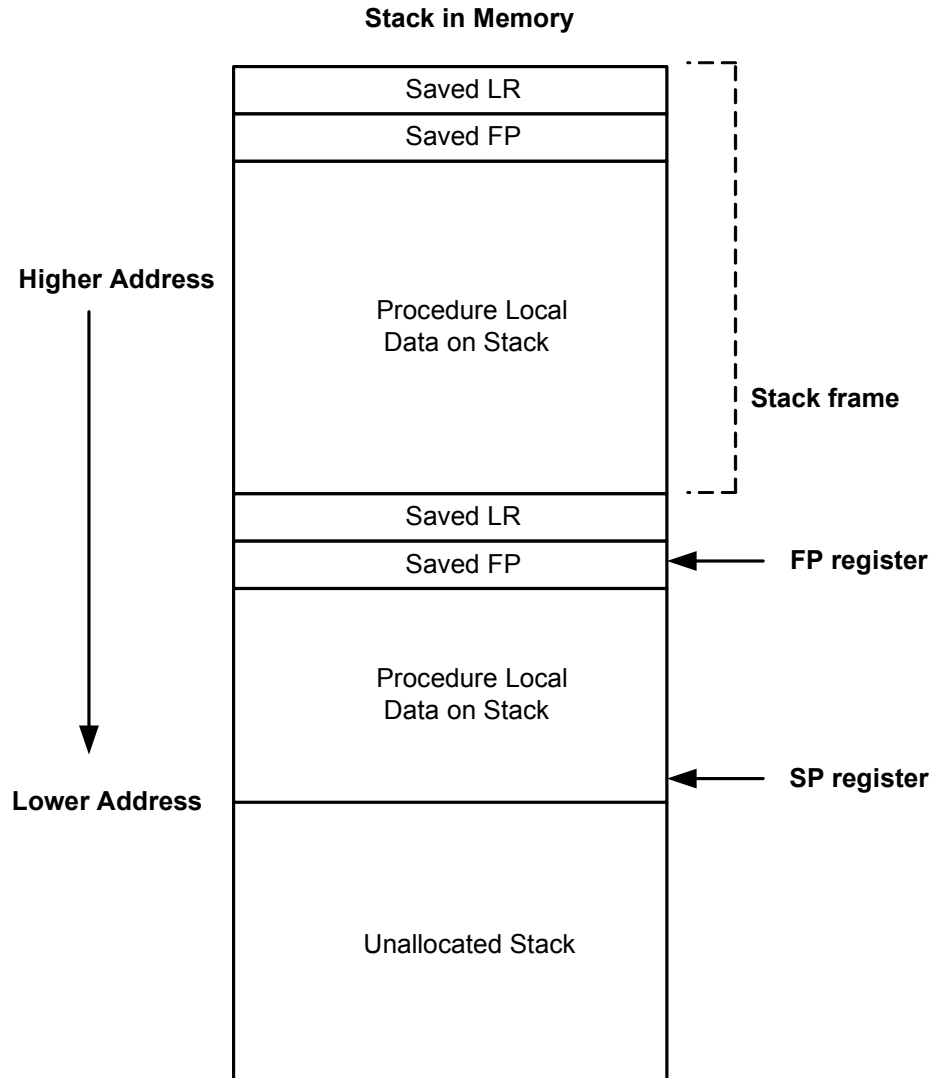 Stack in Memory
Saved LR
Saved FP
Higher Address
Procedure Local
Data on Stack
Stack frame
Saved LR
Saved FP
FP register
Procedure Local
Data on Stack
SP register
Lower Address
Unallocated Stack